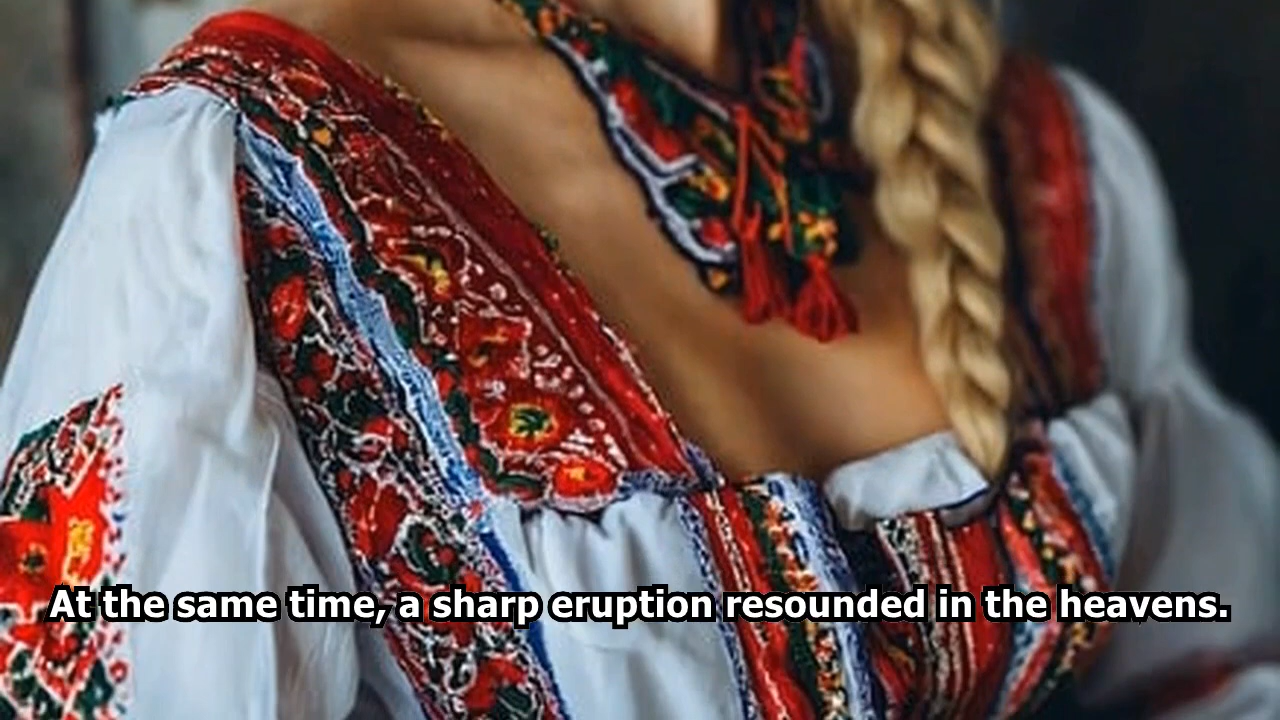 At the same time, a sharp eruption resounded in the heavens.